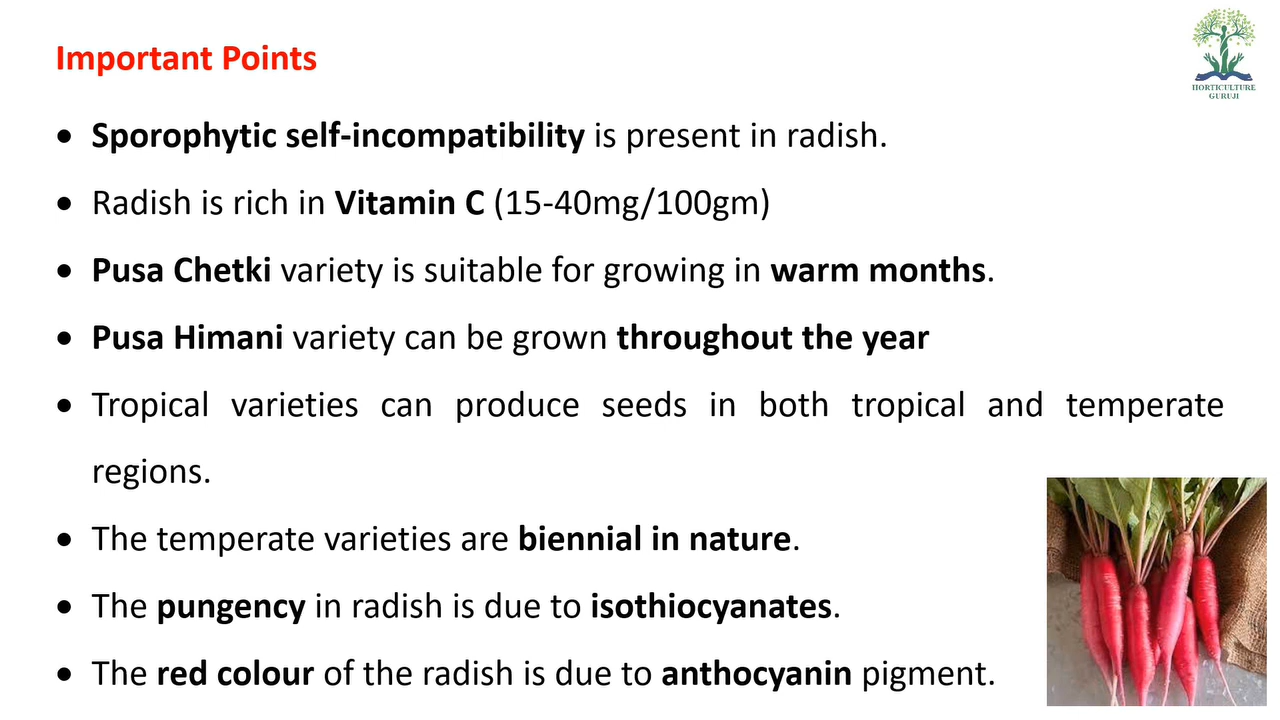 Important Points
HORTICULTURE
GURUJI
• Sporophytic self-incompatibility is present in radish.
• Radish is rich in Vitamin C (15-40mg/100gm)
• Pusa Chetki variety is suitable for growing in warm months.
• Pusa Himani variety can be grown throughout the year
• Tropical varieties can produce seeds in both tropical and temperate
regions.
• The temperate varieties are biennial in nature.
• The pungency in radish is due to isothiocyanates.
• The red colour of the radish is due to anthocyanin pigment.